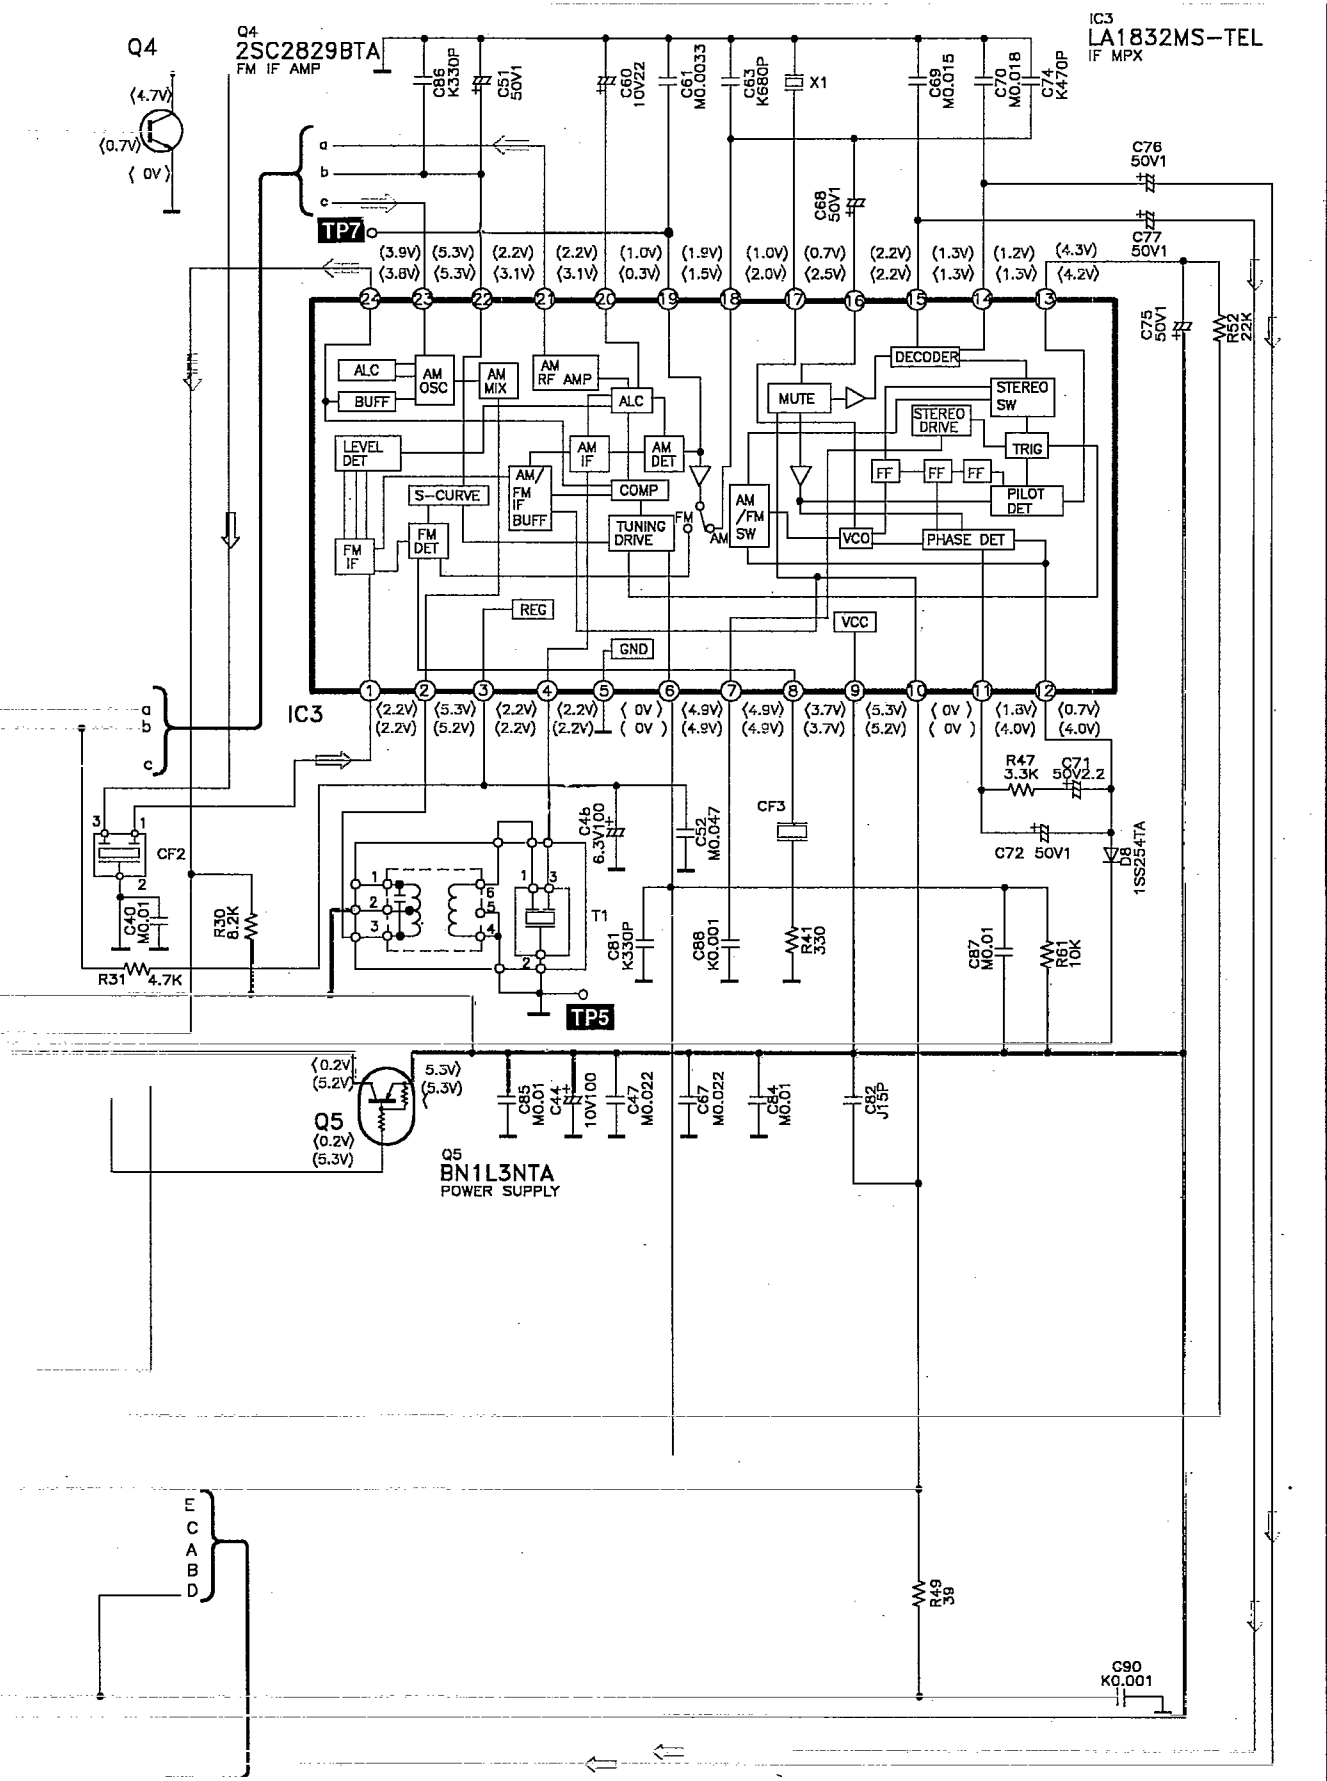 Q4
Q4
2SC2829BTA
FM IF AMP
IC3
LA1832MS-TEL
IF MPX
C86
K330P
C51
50V1
C60
10V22
C61
M0.0033
C63
K680P
X1
C69
M0.015
C70
M0.018
C74
K470P
⟨4.7V⟩
⟨0.7V⟩
⟨ 0V ⟩
a
b
c
TP7
C68
50V1
C76
50V1
C77
50V1
⟨3.9V⟩ ⟨5.3V⟩ ⟨2.2V⟩ ⟨2.2V⟩ ⟨1.0V⟩ ⟨1.9V⟩ ⟨1.0V⟩ ⟨0.7V⟩ ⟨2.2V⟩ ⟨1.3V⟩ ⟨1.2V⟩ ⟨4.3V⟩
(3.8V) (5.3V) (3.1V) (3.1V) (0.3V) (1.5V) (2.0V) (2.5V) (2.2V) (1.3V) (1.3V) (4.2V)
24 23 22 21 20 19 18 17 16 15 14 13
C75
50V1
R52
22K
ALC
BUFF
AM OSC
AM MIX
AM RF AMP
ALC
MUTE
DECODER
STEREO SW
STEREO DRIVE
LEVEL DET
AM IF
AM DET
TRIG
AM/ FM IF BUFF
S-CURVE
COMP
AM /FM SW
FF
FF
FF
PILOT DET
FM IF
FM DET
TUNING DRIVE
FM
AM
VCO
PHASE DET
REG
GND
VCC
IC3
1 2 3 4 5 6 7 8 9 10 11 12
⟨2.2V⟩ ⟨5.3V⟩ ⟨2.2V⟩ ⟨2.2V⟩ ⟨ 0V ⟩ ⟨4.9V⟩ ⟨4.9V⟩ ⟨3.7V⟩ ⟨5.3V⟩ ⟨ 0V ⟩ ⟨1.8V⟩ ⟨0.7V⟩
(2.2V) (5.2V) (2.2V) (2.2V) ( 0V ) (4.9V) (4.9V) (3.7V) (5.2V) ( 0V ) (4.0V) (4.0V)
a
b
c
3
1
CF2
2
C40
M0.01
R30
8.2K
R31 4.7K
1
2
3
6
5
4
1
3
2
T1
TP5
C46
6.3V100
C52
M0.047
CF3
R47
3.3K
C71
50V2.2
C72 50V1
D8
1SS254TA
C81
K330P
C88
K0.001
R41
330
C87
M0.01
R61
10K
⟨0.2V⟩
(5.2V)
5.3V⟩
(5.3V)
⟨
Q5
⟨0.2V⟩
(5.3V)
C85
M0.01
C44
10V100
C47
M0.022
C67
M0.022
C84
M0.01
C82
J15P
Q5
BN1L3NTA
POWER SUPPLY
E
C
A
B
D
R49
39
C90
K0.001